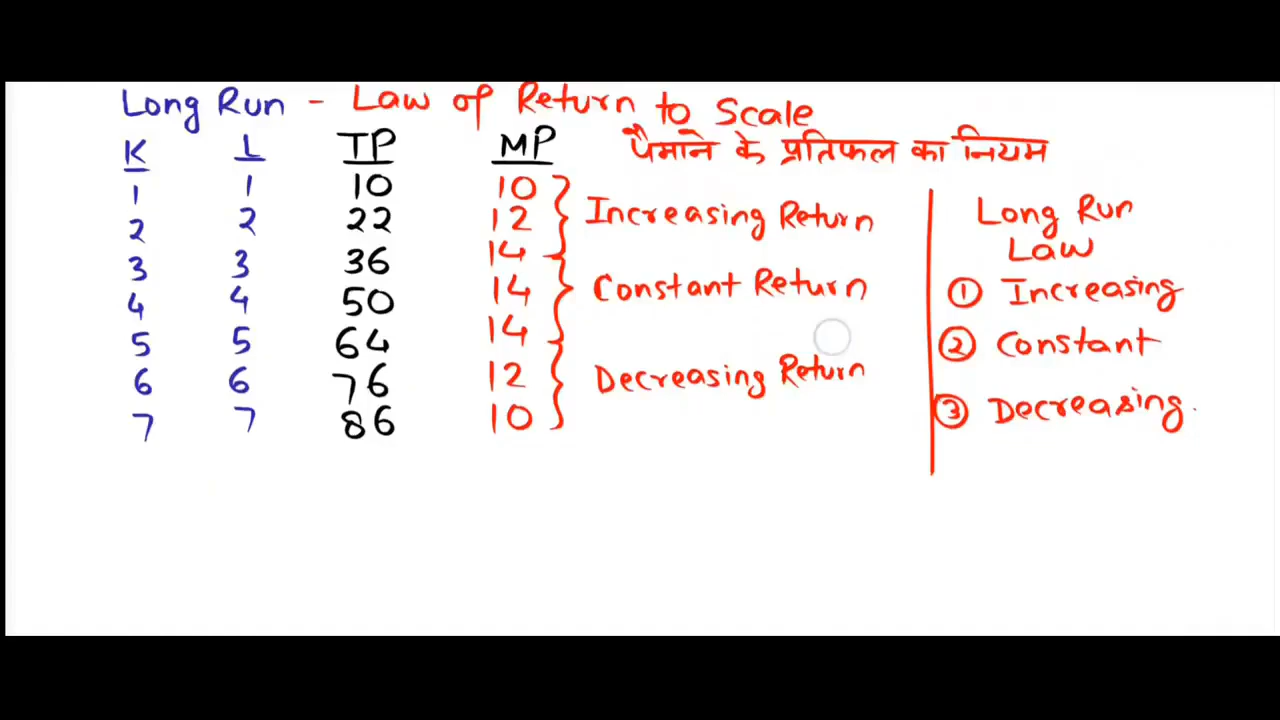 Long Run - Law of Return to Scale
पैमाने के प्रतिफल का नियम
K L TP MP
1 1 10 10
2 2 22 12
3 3 36 14
4 4 50 14
5 5 64 14
6 6 76 12
7 7 86 10
Increasing Return
Constant Return
Decreasing Return
Long Run
Law
① Increasing
② Constant
③ Decreasing.